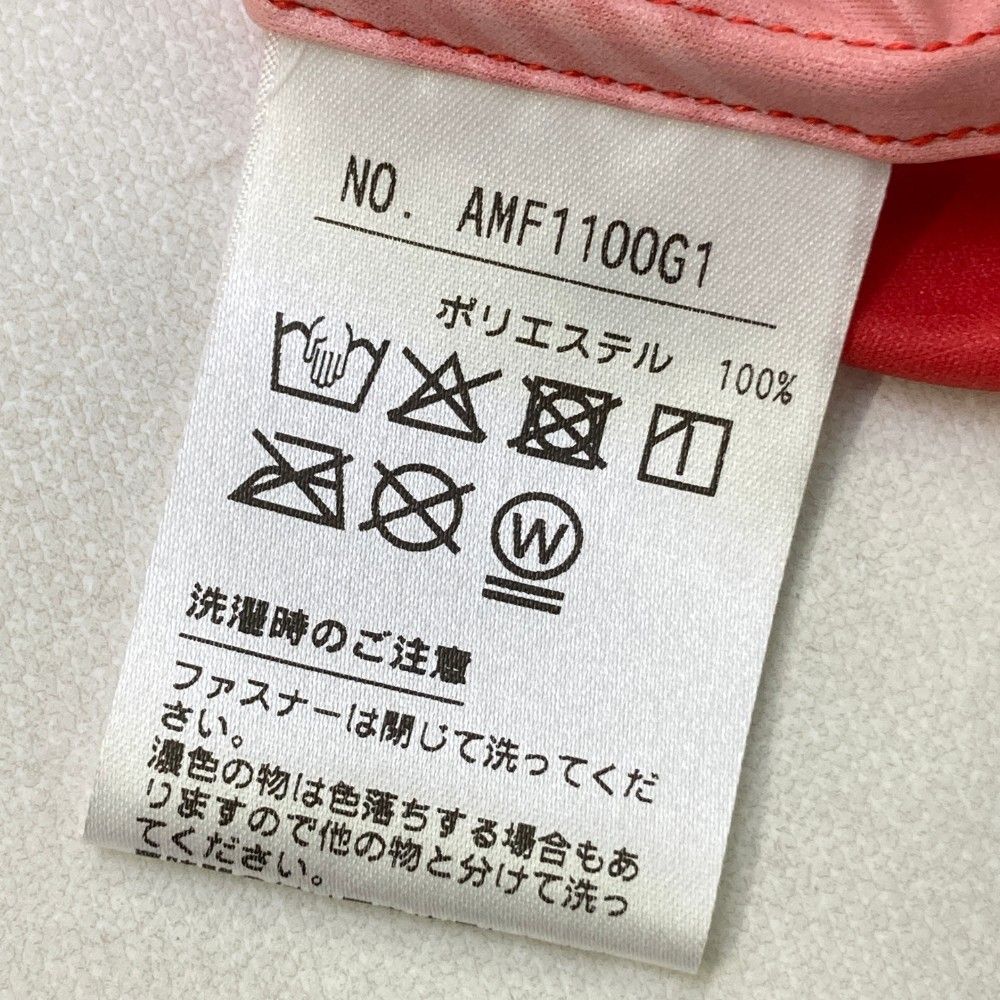 NO. AMF1100G1
ポリエステル 100%
W
洗濯時のご注意
ファスナーは閉じて洗ってくだ
さい。
濃色の物は色落ちする場合もあ
りますので他の物と分けて洗っ
てください。